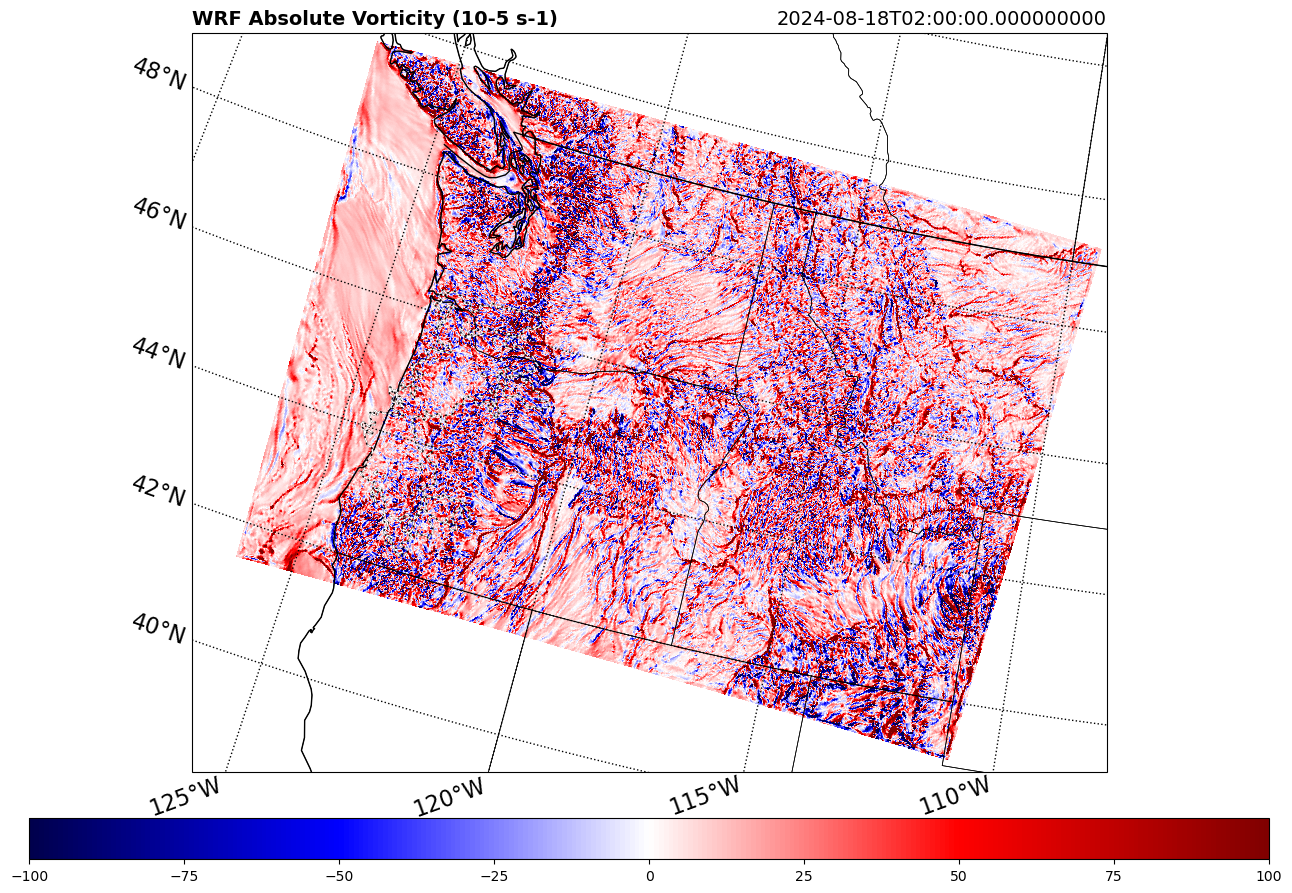 WRF Absolute Vorticity (10-5 s-1)
2024-08-18T02:00:00.000000000
48°N
46°N
44°N
42°N
40°N
125°W
120°W
115°W
110°W
−100
−75
−50
−25
0
25
50
75
100